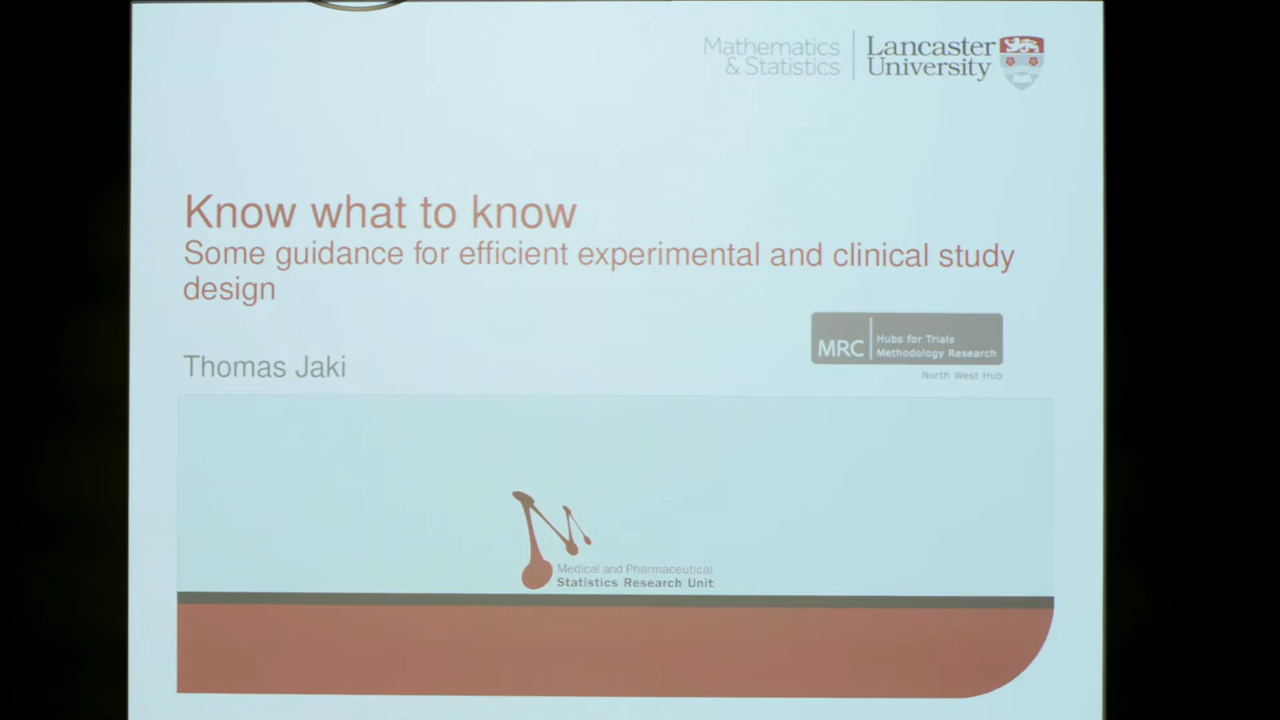 Mathematics
& Statistics
Lancaster
University
Know what to know
Some guidance for efficient experimental and clinical study
design
MRC
Hubs for Trials
Methodology Research
North West Hub
Thomas Jaki
Medical and Pharmaceutical
Statistics Research Unit